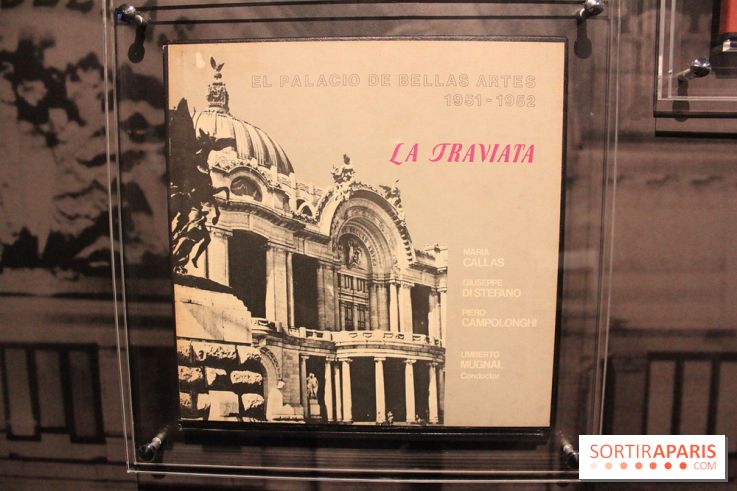 EL PALACIO DE BELLAS ARTES
1951-1952
LA TRAVIATA
MARIA
CALLAS
GIUSEPPE
DI STEFANO
PIERO
CAMPOLONGHI
UMBERTO
MUGNAI,
Conductor
SORTIRAPARIS
.COM